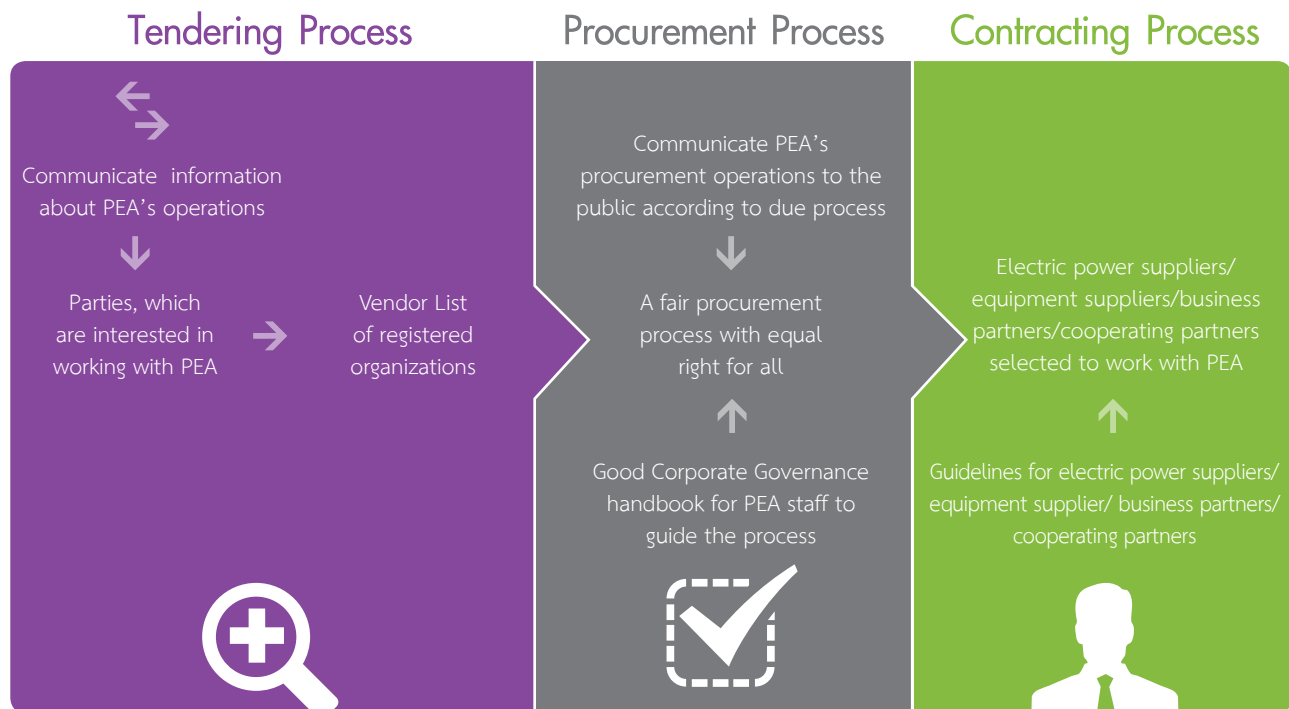 Tendering Process
Communicate information
about PEA's operations
Parties, which
are interested in
working with PEA
Vendor List
of registered
organizations
Procurement Process
Communicate PEA's
procurement operations to the
public according to due process
A fair procurement
process with equal
right for all
Good Corporate Governance
handbook for PEA staff to
guide the process
Contracting Process
Electric power suppliers/
equipment suppliers/business
partners/cooperating partners
selected to work with PEA
Guidelines for electric power suppliers/
equipment supplier/ business partners/
cooperating partners